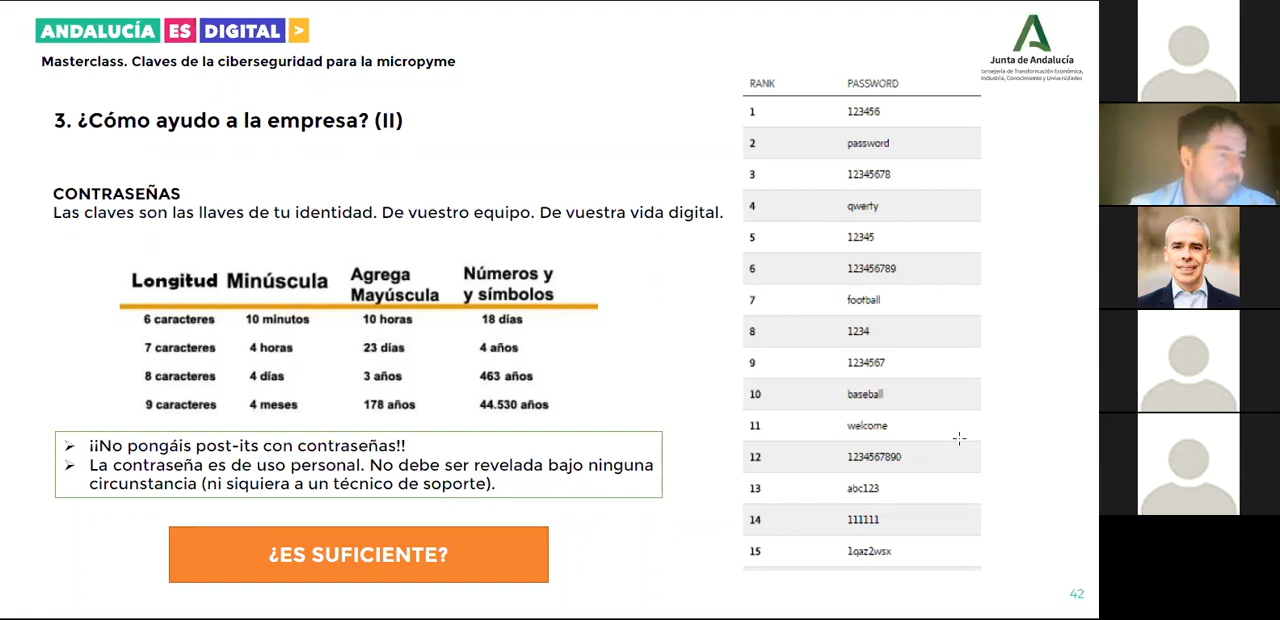 ANDALUCÍA ES DIGITAL >
Masterclass. Claves de la ciberseguridad para la micropyme
Junta de Andalucía
Consejería de Transformación Económica,
Industria, Conocimiento y Universidades
3. ¿Cómo ayudo a la empresa? (II)
CONTRASEÑAS
Las claves son las llaves de tu identidad. De vuestro equipo. De vuestra vida digital.
Longitud Minúscula Agrega Mayúscula Números y y símbolos
6 caracteres 10 minutos 10 horas 18 días
7 caracteres 4 horas 23 días 4 años
8 caracteres 4 días 3 años 463 años
9 caracteres 4 meses 178 años 44.530 años
¡¡No pongáis post-its con contraseñas!!
La contraseña es de uso personal. No debe ser revelada bajo ninguna
circunstancia (ni siquiera a un técnico de soporte).
¿ES SUFICIENTE?
RANK PASSWORD
1 123456
2 password
3 12345678
4 qwerty
5 12345
6 123456789
7 football
8 1234
9 1234567
10 baseball
11 welcome
12 1234567890
13 abc123
14 111111
15 1qaz2wsx
42